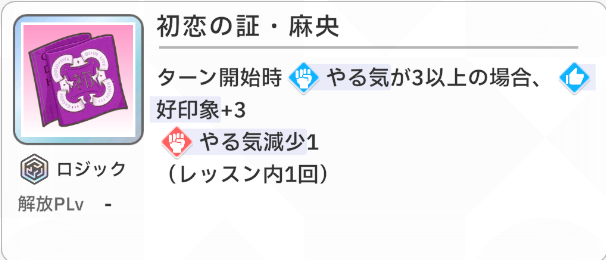 初恋の証・麻央
ターン開始時 やる気が3以上の場合、
好印象+3
やる気減少1
（レッスン内1回）
ロジック
解放PLv -